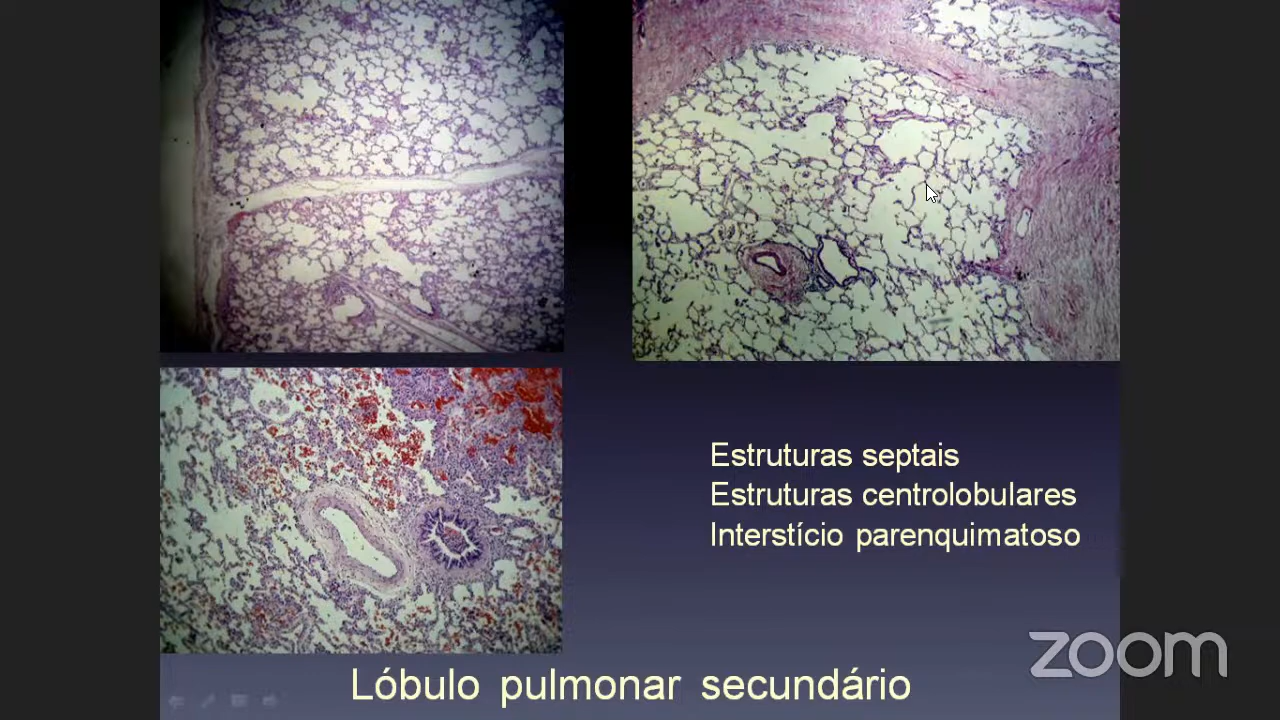 Estruturas septais
Estruturas centrolobulares
Interstício parenquimatoso
zoom
Lóbulo pulmonar secundário